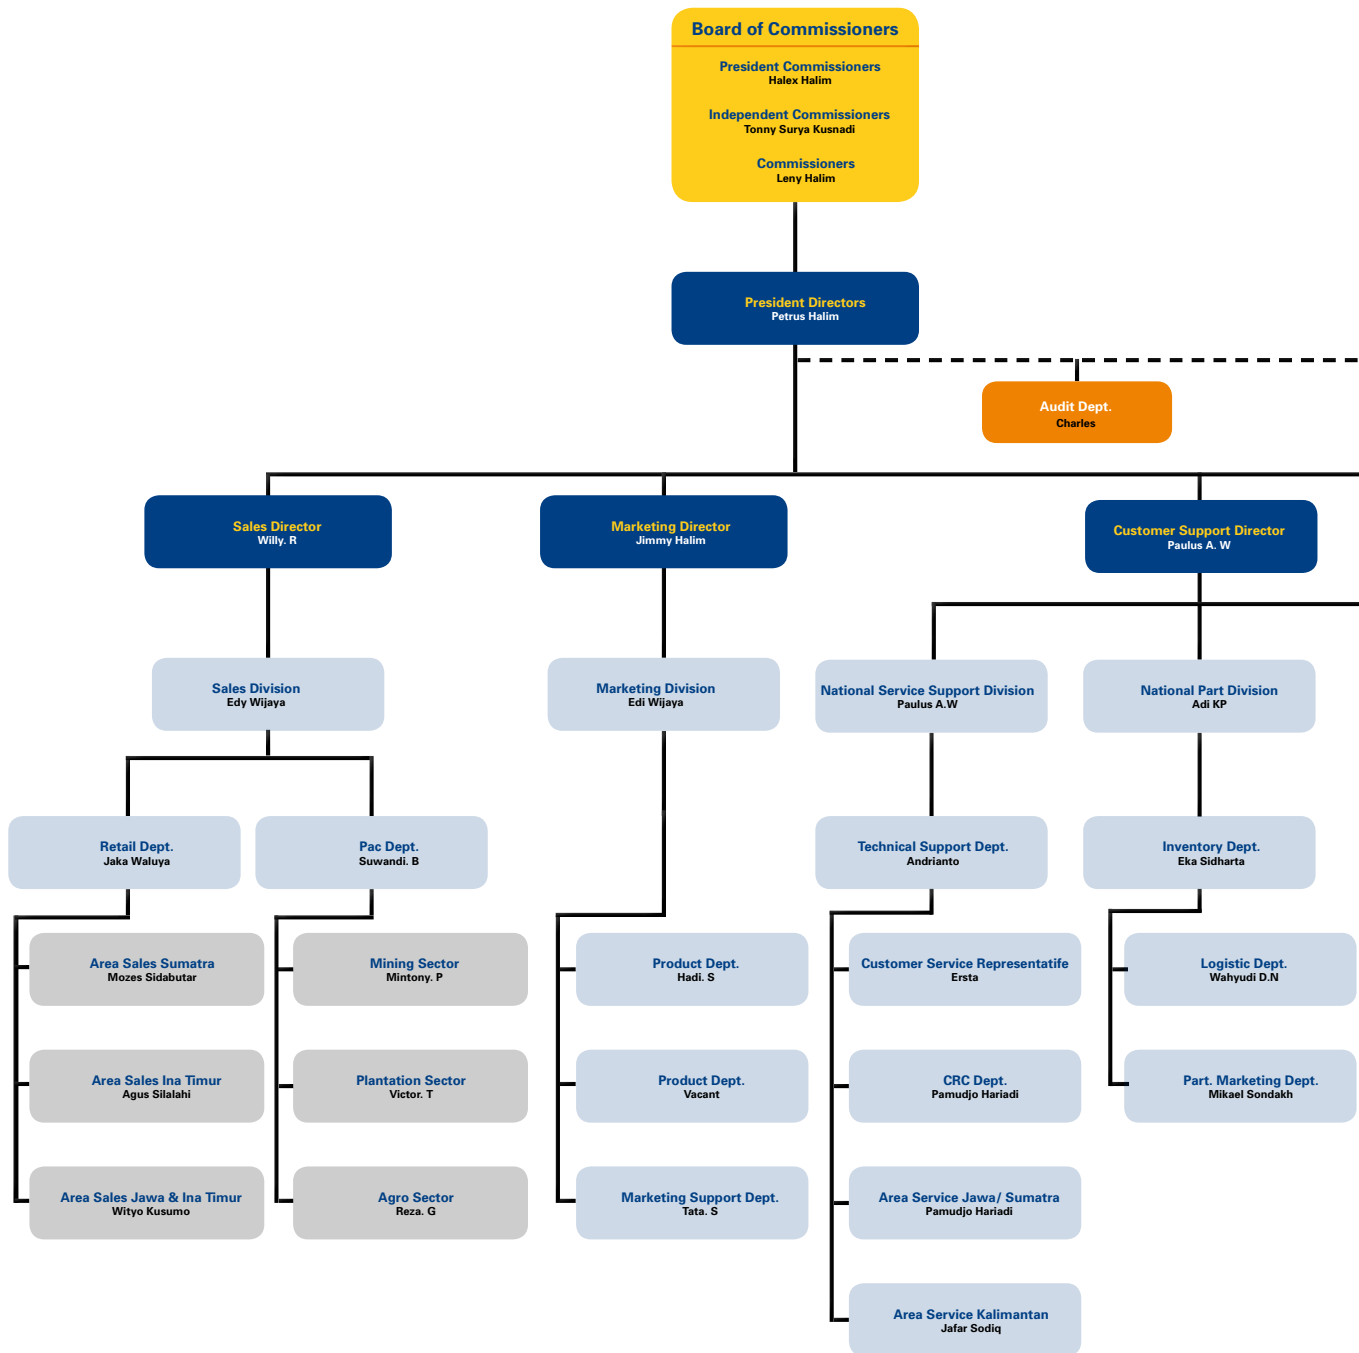 Board of Commissioners
President Commissioners
Halex Halim
Independent Commissioners
Tonny Surya Kusnadi
Commissioners
Leny Halim
President Directors
Petrus Halim
Audit Dept.
Charles
Sales Director
Willy. R
Marketing Director
Jimmy Halim
Customer Support Director
Paulus A. W
Sales Division
Edy Wijaya
Marketing Division
Edi Wijaya
National Service Support Division
Paulus A.W
National Part Division
Adi KP
Retail Dept.
Jaka Waluya
Pac Dept.
Suwandi. B
Technical Support Dept.
Andrianto
Inventory Dept.
Eka Sidharta
Area Sales Sumatra
Mozes Sidabutar
Mining Sector
Mintony. P
Product Dept.
Hadi. S
Customer Service Representatife
Ersta
Logistic Dept.
Wahyudi D.N
Area Sales Ina Timur
Agus Silalahi
Plantation Sector
Victor. T
Product Dept.
Vacant
CRC Dept.
Pamudjo Hariadi
Part. Marketing Dept.
Mikael Sondakh
Area Sales Jawa & Ina Timur
Wityo Kusumo
Agro Sector
Reza. G
Marketing Support Dept.
Tata. S
Area Service Jawa/ Sumatra
Pamudjo Hariadi
Area Service Kalimantan
Jafar Sodiq